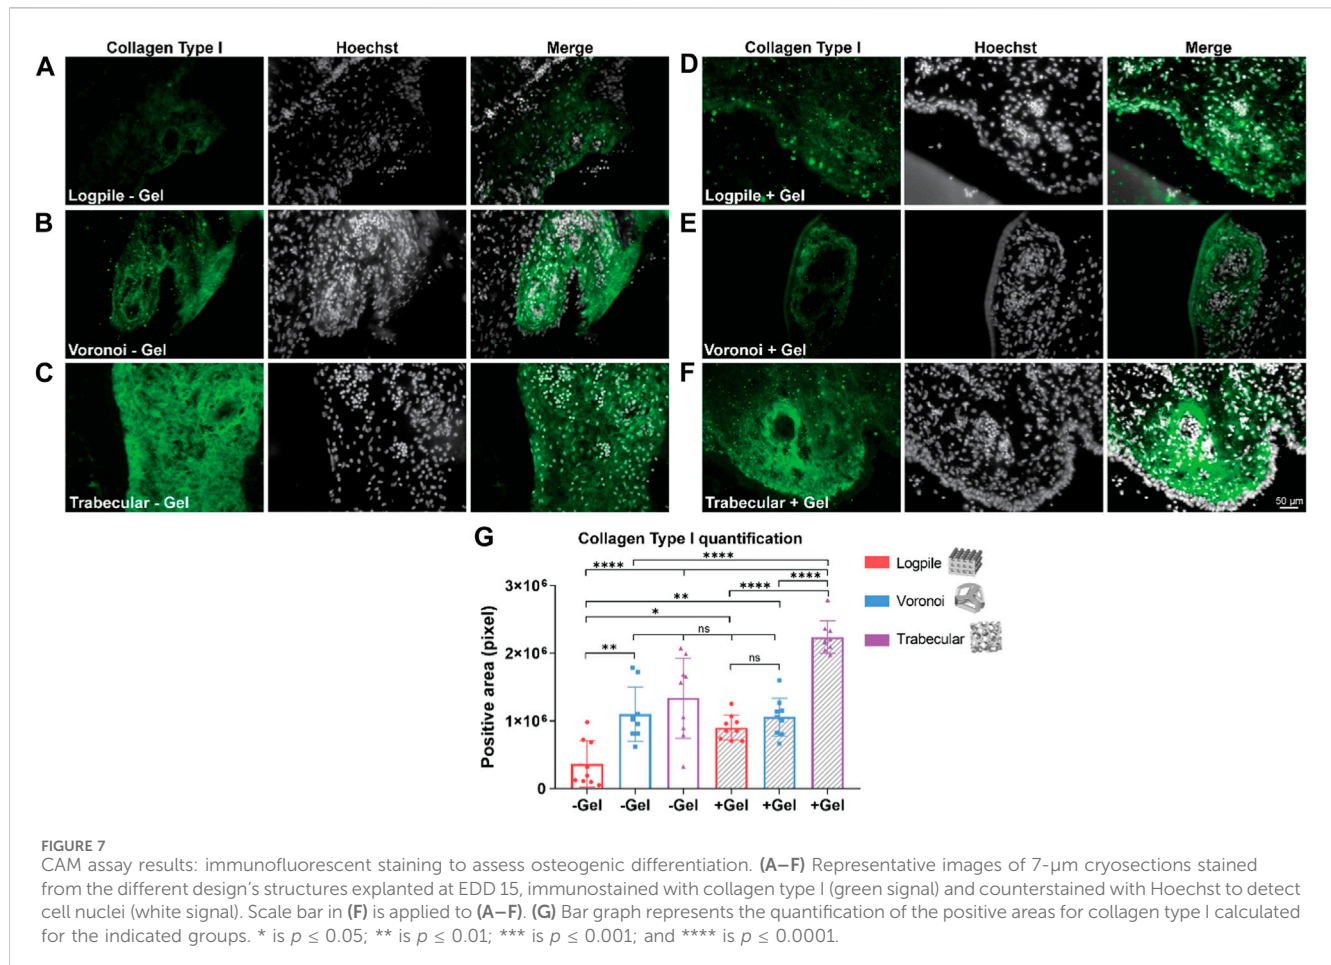 Collagen Type I Hoechst Merge Collagen Type I Hoechst Merge
A D
Logpile - Gel Logpile + Gel
B E
Voronoi - Gel Voronoi + Gel
C F
Trabecular - Gel Trabecular + Gel
50 µm
G Collagen Type I quantification
Positive area (pixel)
3×10⁶
2×10⁶
1×10⁶
0
****
****
****
****
**
*
ns
**
ns
-Gel -Gel -Gel +Gel +Gel +Gel
Logpile
Voronoi
Trabecular
FIGURE 7
CAM assay results: immunofluorescent staining to assess osteogenic differentiation. (A–F) Representative images of 7-µm cryosections stained
from the different design's structures explanted at EDD 15, immunostained with collagen type I (green signal) and counterstained with Hoechst to detect
cell nuclei (white signal). Scale bar in (F) is applied to (A–F). (G) Bar graph represents the quantification of the positive areas for collagen type I calculated
for the indicated groups. * is p ≤ 0.05; ** is p ≤ 0.01; *** is p ≤ 0.001; and **** is p ≤ 0.0001.